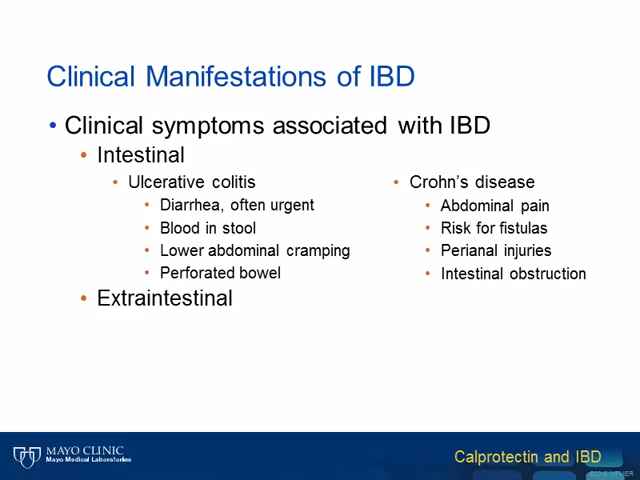 Clinical Manifestations of IBD
• Clinical symptoms associated with IBD
• Intestinal
• Ulcerative colitis
• Diarrhea, often urgent
• Blood in stool
• Lower abdominal cramping
• Perforated bowel
• Crohn's disease
• Abdominal pain
• Risk for fistulas
• Perianal injuries
• Intestinal obstruction
• Extraintestinal
MAYO CLINIC
Mayo Medical Laboratories
Calprotectin and IBD